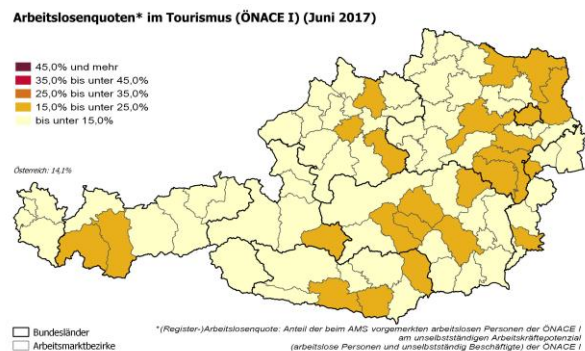 Arbeitslosenquoten* im Tourismus (ÖNACE I) (Juni 2017)
45,0% und mehr
35,0% bis unter 45,0%
25,0% bis unter 35,0%
15,0% bis unter 25,0%
bis unter 15,0%
Österreich: 14,1%
Bundesländer
Arbeitsmarktbezirke
*(Register-)Arbeitslosenquote: Anteil der beim AMS vorgemerkten arbeitslosen Personen der ÖNACE I
am unselbstständigen Arbeitskräftepotenzial
(arbeitslose Personen und unselbstständig Beschäftigte) der ÖNACE I